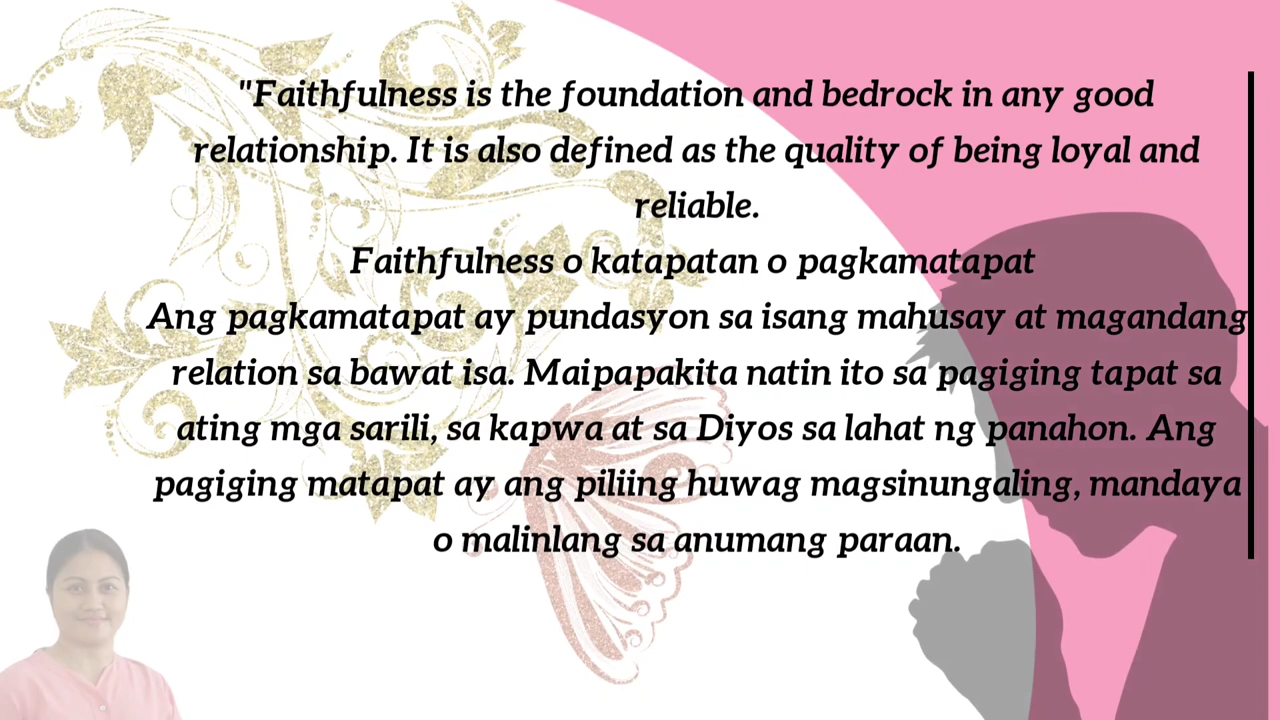 "Faithfulness is the foundation and bedrock in any good
relationship. It is also defined as the quality of being loyal and
reliable.
Faithfulness o katapatan o pagkamatapat
Ang pagkamatapat ay pundasyon sa isang mahusay at magandang
relation sa bawat isa. Maipapakita natin ito sa pagiging tapat sa
ating mga sarili, sa kapwa at sa Diyos sa lahat ng panahon. Ang
pagiging matapat ay ang piliing huwag magsinungaling, mandaya
o malinlang sa anumang paraan.